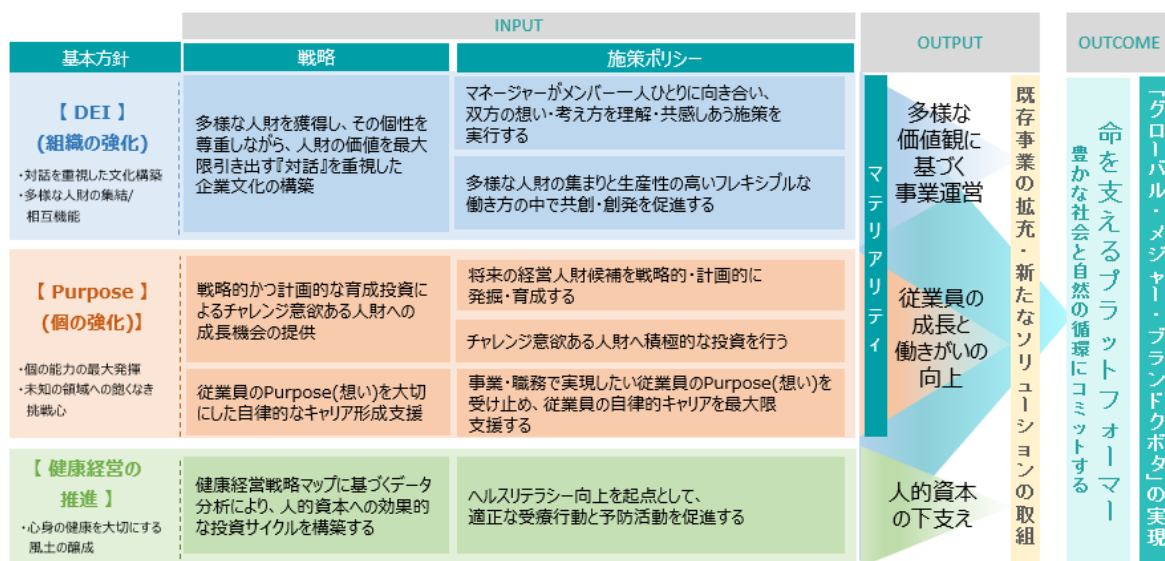 INPUT
OUTPUT
OUTCOME
基本方針
戦略
施策ポリシー
【 DEI 】
(組織の強化)
・対話を重視した文化構築
・多様な人財の集結/
相互機能
多様な人財を獲得し、その個性を
尊重しながら、人財の価値を最大
限引き出す『対話』を重視した
企業文化の構築
マネージャーがメンバー一人ひとりに向き合い、
双方の想い・考え方を理解・共感しあう施策を
実行する
多様な人財の集まりと生産性の高いフレキシブルな
働き方の中で共創・創発を促進する
【 Purpose 】
(個の強化)】
・個の能力の最大発揮
・未知の領域への飽くなき
挑戦心
戦略的かつ計画的な育成投資に
よるチャレンジ意欲ある人財への
成長機会の提供
将来の経営人財候補を戦略的・計画的に
発掘・育成する
チャレンジ意欲ある人財へ積極的な投資を行う
従業員のPurpose(想い)を大切
にした自律的なキャリア形成支援
事業・職務で実現したい従業員のPurpose(想い)を
受け止め、従業員の自律的キャリアを最大限
支援する
【 健康経営の
推進 】
・心身の健康を大切にする
風土の醸成
健康経営戦略マップに基づくデータ
分析により、人的資本への効果的
な投資サイクルを構築する
ヘルスリテラシー向上を起点として、
適正な受療行動と予防活動を促進する
マテリアリティ
多様な
価値観に
基づく
事業運営
従業員の
成長と
働きがいの
向上
人的資本
の下支え
既存事業の拡充・新たなソリューションの取組
命を支えるプラットフォーマー
豊かな社会と自然の循環にコミットする
「グローバル・メジャー・ブランドクボタ」の実現